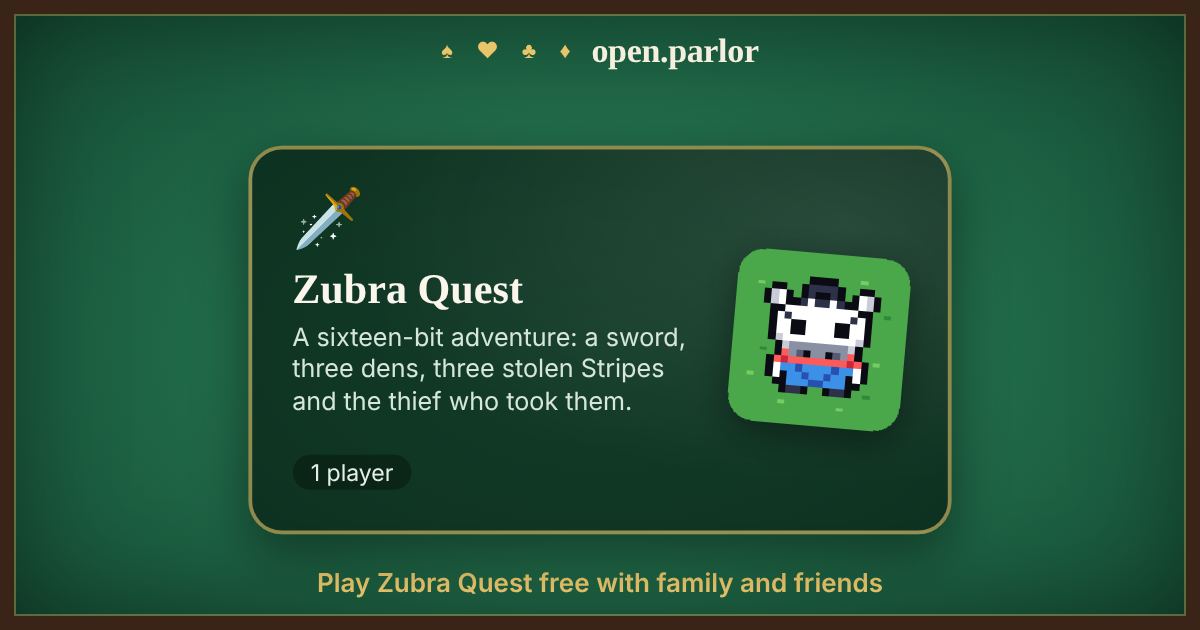 ♠ ♥ ♣ ♦ open.parlor
Zubra Quest
A sixteen-bit adventure: a sword,
three dens, three stolen Stripes
and the thief who took them.
1 player
Play Zubra Quest free with family and friends